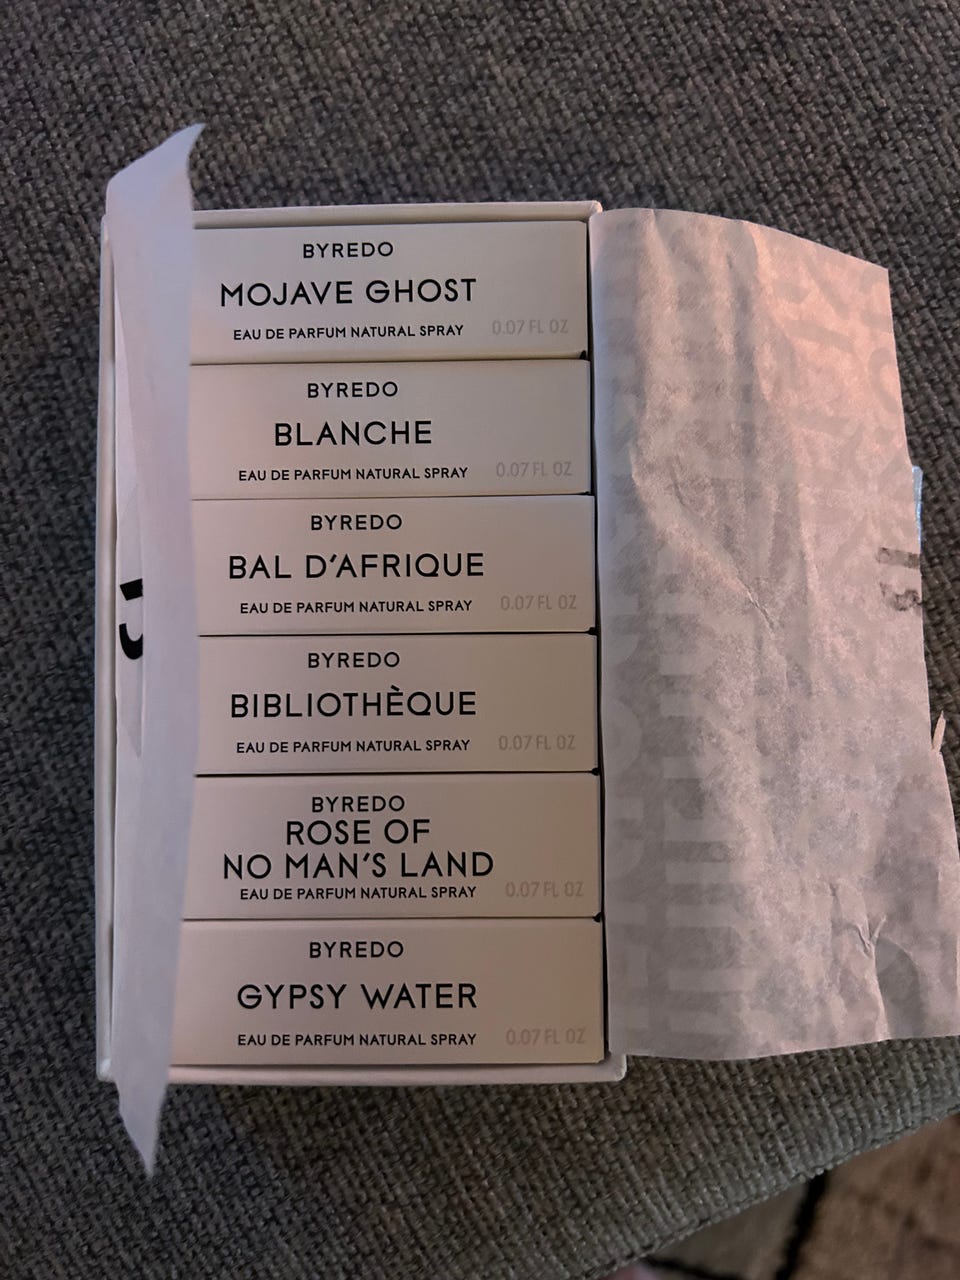 BYREDO
MOJAVE GHOST
EAU DE PARFUM NATURAL SPRAY 0.07 FL OZ
BYREDO
BLANCHE
EAU DE PARFUM NATURAL SPRAY 0.07 FL OZ
BYREDO
BAL D'AFRIQUE
EAU DE PARFUM NATURAL SPRAY 0.07 FL OZ
BYREDO
BIBLIOTHÈQUE
EAU DE PARFUM NATURAL SPRAY 0.07 FL OZ
BYREDO
ROSE OF
NO MAN'S LAND
EAU DE PARFUM NATURAL SPRAY 0.07 FL OZ
BYREDO
GYPSY WATER
EAU DE PARFUM NATURAL SPRAY 0.07 FL OZ